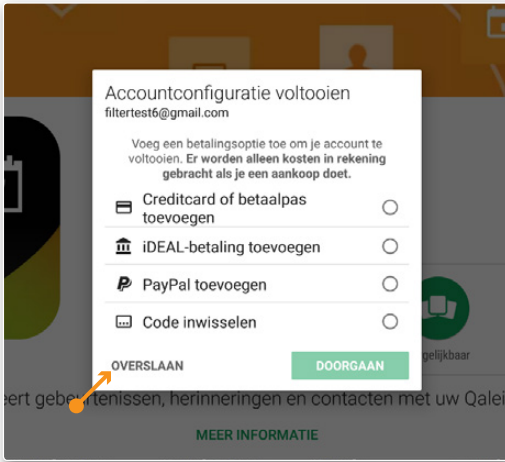 Accountconfiguratie voltooien
filtertest6@gmail.com
Voeg een betalingsoptie toe om je account te
voltooien. Er worden alleen kosten in rekening
gebracht als je een aankoop doet.
Creditcard of betaalpas
toevoegen
iDEAL-betaling toevoegen
PayPal toevoegen
Code inwisselen
OVERSLAAN
DOORGAAN
gelijkbaar
eert gebeurtenissen, herinneringen en contacten met uw Qalei
MEER INFORMATIE